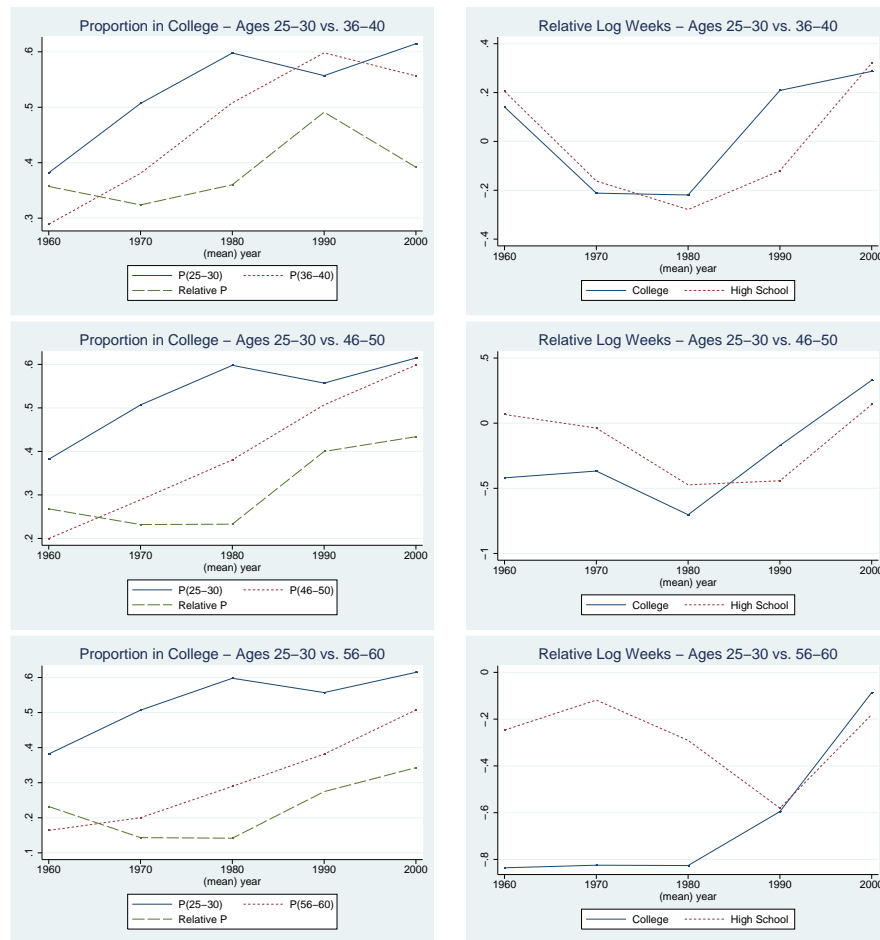 Proportion in College – Ages 25–30 vs. 36–40
.6
.5
.4
.3
1960 1970 1980 1990 2000
(mean) year
P(25–30) P(36–40)
Relative P
Relative Log Weeks – Ages 25–30 vs. 36–40
.4
.2
0
–.2
–.4
1960 1970 1980 1990 2000
(mean) year
College High School
Proportion in College – Ages 25–30 vs. 46–50
.6
.5
.4
.3
.2
1960 1970 1980 1990 2000
(mean) year
P(25–30) P(46–50)
Relative P
Relative Log Weeks – Ages 25–30 vs. 46–50
.5
0
–.5
–1
1960 1970 1980 1990 2000
(mean) year
College High School
Proportion in College – Ages 25–30 vs. 56–60
.6
.5
.4
.3
.2
.1
1960 1970 1980 1990 2000
(mean) year
P(25–30) P(56–60)
Relative P
Relative Log Weeks – Ages 25–30 vs. 56–60
0
–.2
–.4
–.6
–.8
1960 1970 1980 1990 2000
(mean) year
College High School